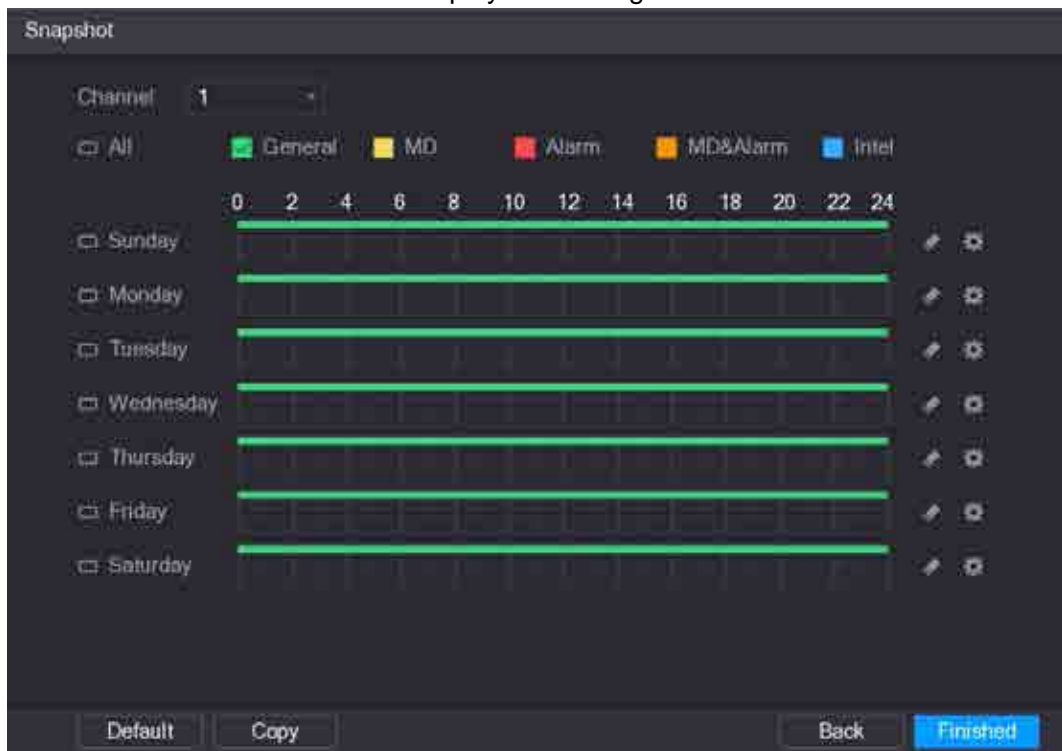 Snapshot
Channel 1
All General MD Alarm MD&Alarm Intel
0 2 4 6 8 10 12 14 16 18 20 22 24
Sunday
Monday
Tuesday
Wednesday
Thursday
Friday
Saturday
Default Copy Back Finished